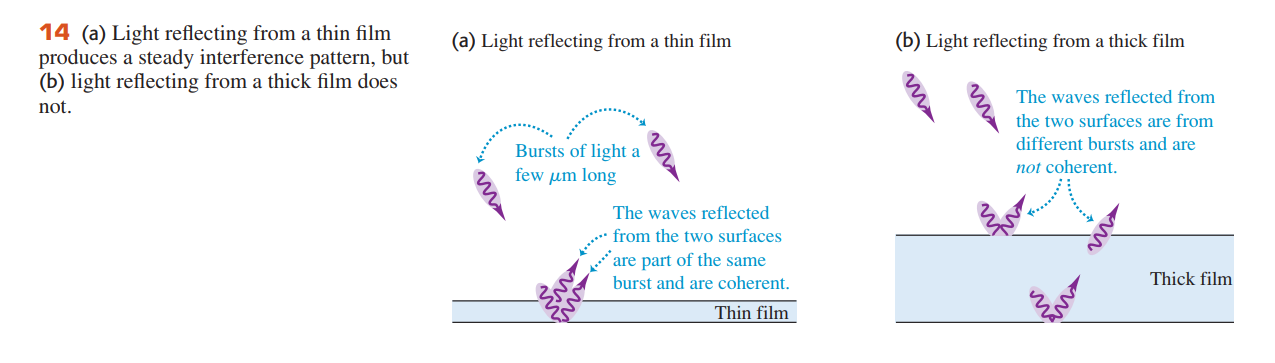 14 (a) Light reflecting from a thin film
produces a steady interference pattern, but
(b) light reflecting from a thick film does
not.
(a) Light reflecting from a thin film
Bursts of light a
few μm long
The waves reflected
from the two surfaces
are part of the same
burst and are coherent.
Thin film
(b) Light reflecting from a thick film
The waves reflected from
the two surfaces are from
different bursts and are
not coherent.
Thick film